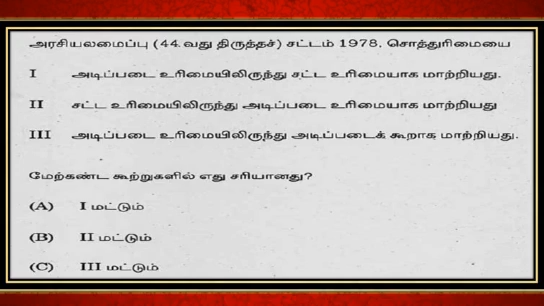 அரசியலமைப்பு (44.வது திருத்தச்) சட்டம் 1978, சொத்துரிமையை
I அடிப்படை உரிமையிலிருந்து சட்ட உரிமையாக மாற்றியது.
II சட்ட உரிமையிலிருந்து அடிப்படை உரிமையாக மாற்றியது
III அடிப்படை உரிமையிலிருந்து அடிப்படைக் கூறாக மாற்றியது.
மேற்கண்ட கூற்றுகளில் எது சரியானது?
(A) I மட்டும்
(B) II மட்டும்
(C) III மட்டும்